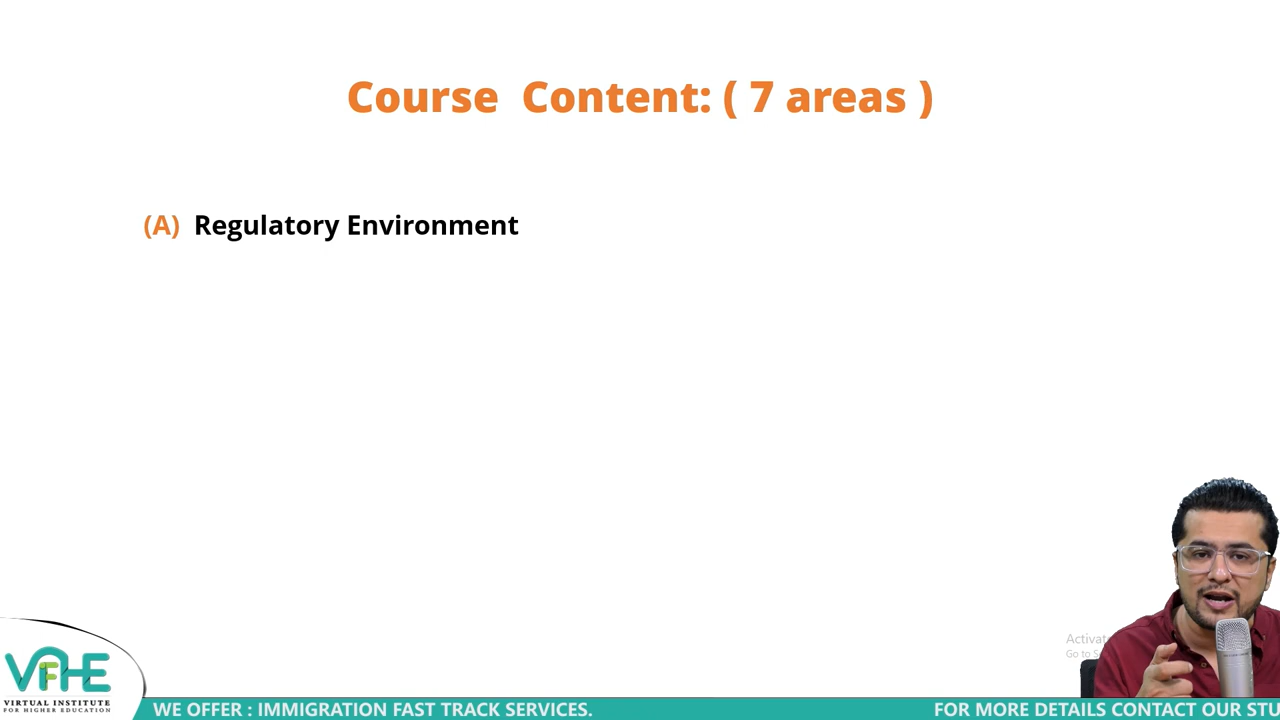 Course Content: ( 7 areas )
(A) Regulatory Environment
Activat
Go to S
VIFHE
VIRTUAL INSTITUTE
FOR HIGHER EDUCATION
WE OFFER : IMMIGRATION FAST TRACK SERVICES.
FOR MORE DETAILS CONTACT OUR STU